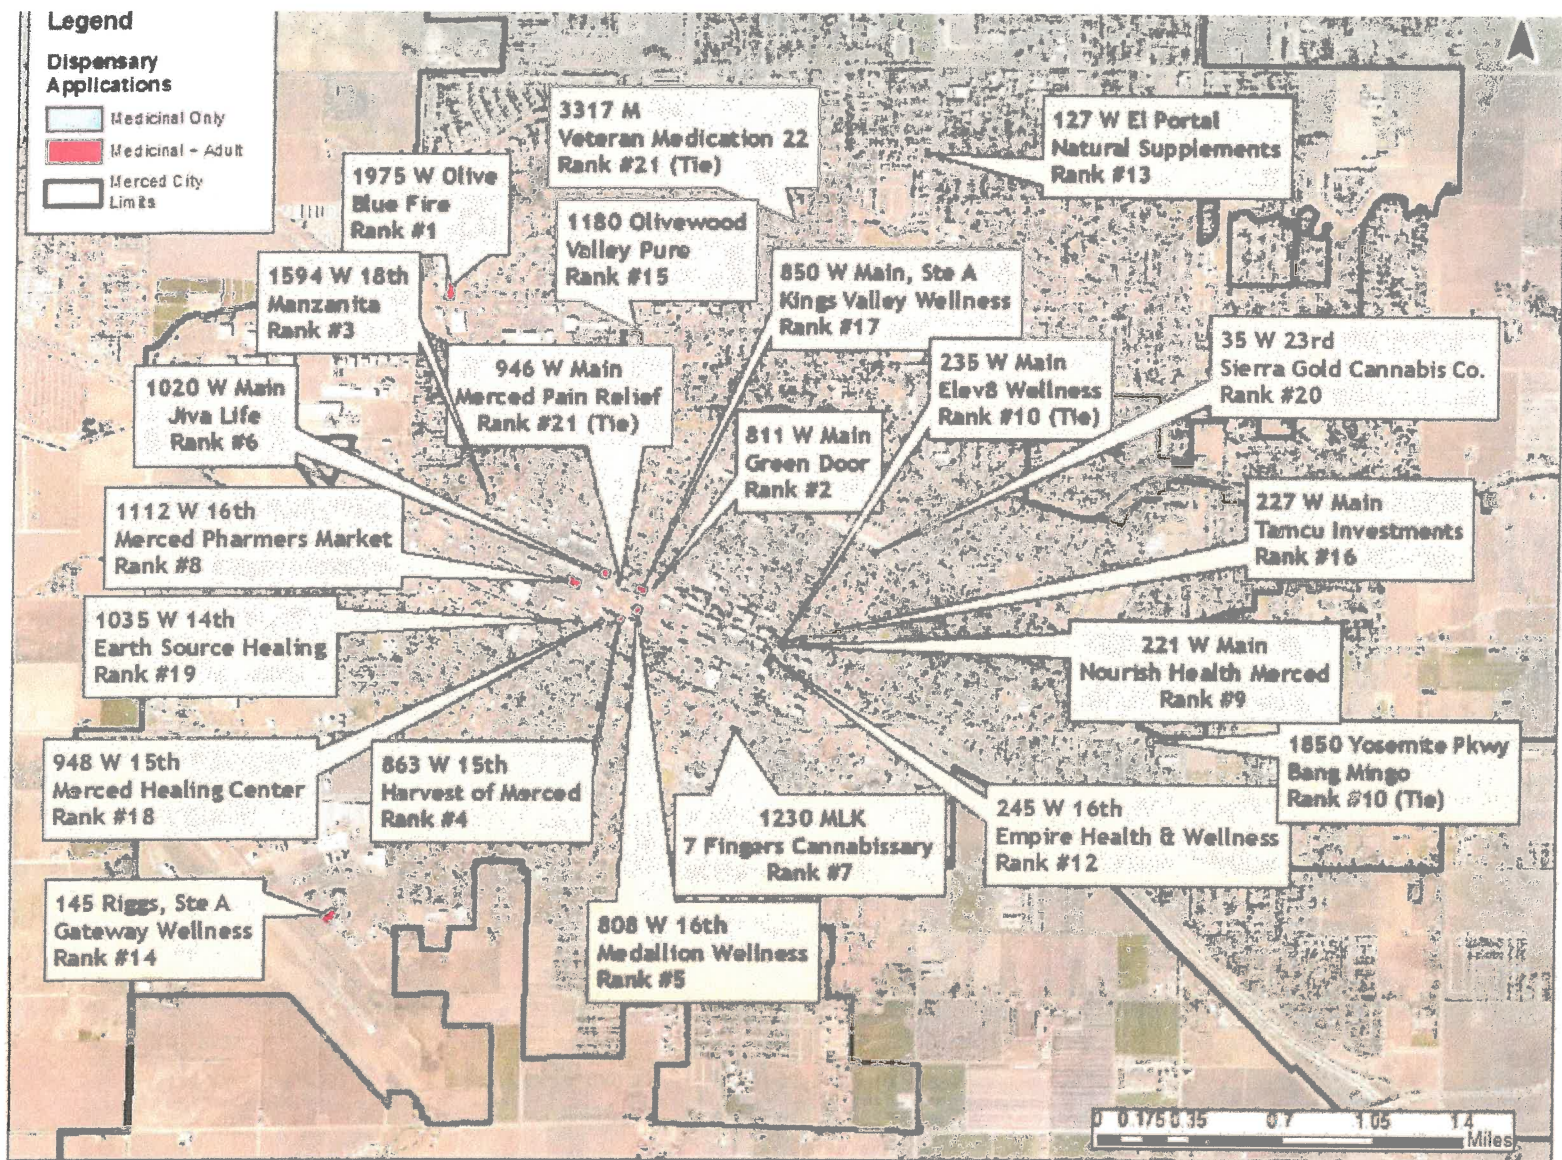 Legend
Dispensary
Applications
Medicinal Only
Medicinal - Adult
Merced City
Limits
3317 M
Veteran Medication 22
Rank #21 (Tie)
127 W El Portal
Natural Supplements
Rank #13
1975 W Olive
Blue Fire
Rank #1
1180 Olivewood
Valley Pure
Rank #15
1594 W 18th
Manzanita
Rank #3
850 W Main, Ste A
Kings Valley Wellness
Rank #17
35 W 23rd
Sierra Gold Cannabis Co.
Rank #20
946 W Main
Merced Pain Relief
Rank #21 (Tie)
235 W Main
Elev8 Wellness
Rank #10 (Tie)
1020 W Main
Jiva Life
Rank #6
811 W Main
Green Door
Rank #2
227 W Main
Tamcu Investments
Rank #16
1112 W 16th
Merced Pharmers Market
Rank #8
1035 W 14th
Earth Source Healing
Rank #19
221 W Main
Nourish Health Merced
Rank #9
948 W 15th
Merced Healing Center
Rank #18
863 W 15th
Harvest of Merced
Rank #4
1850 Yosemite Pkwy
Bang Mingo
Rank #10 (Tie)
1230 MLK
7 Fingers Cannabissary
Rank #7
245 W 16th
Empire Health & Wellness
Rank #12
145 Riggs, Ste A
Gateway Wellness
Rank #14
808 W 16th
Medallion Wellness
Rank #5
0 0.175 0.35 0.7 1.05 1.4
Miles